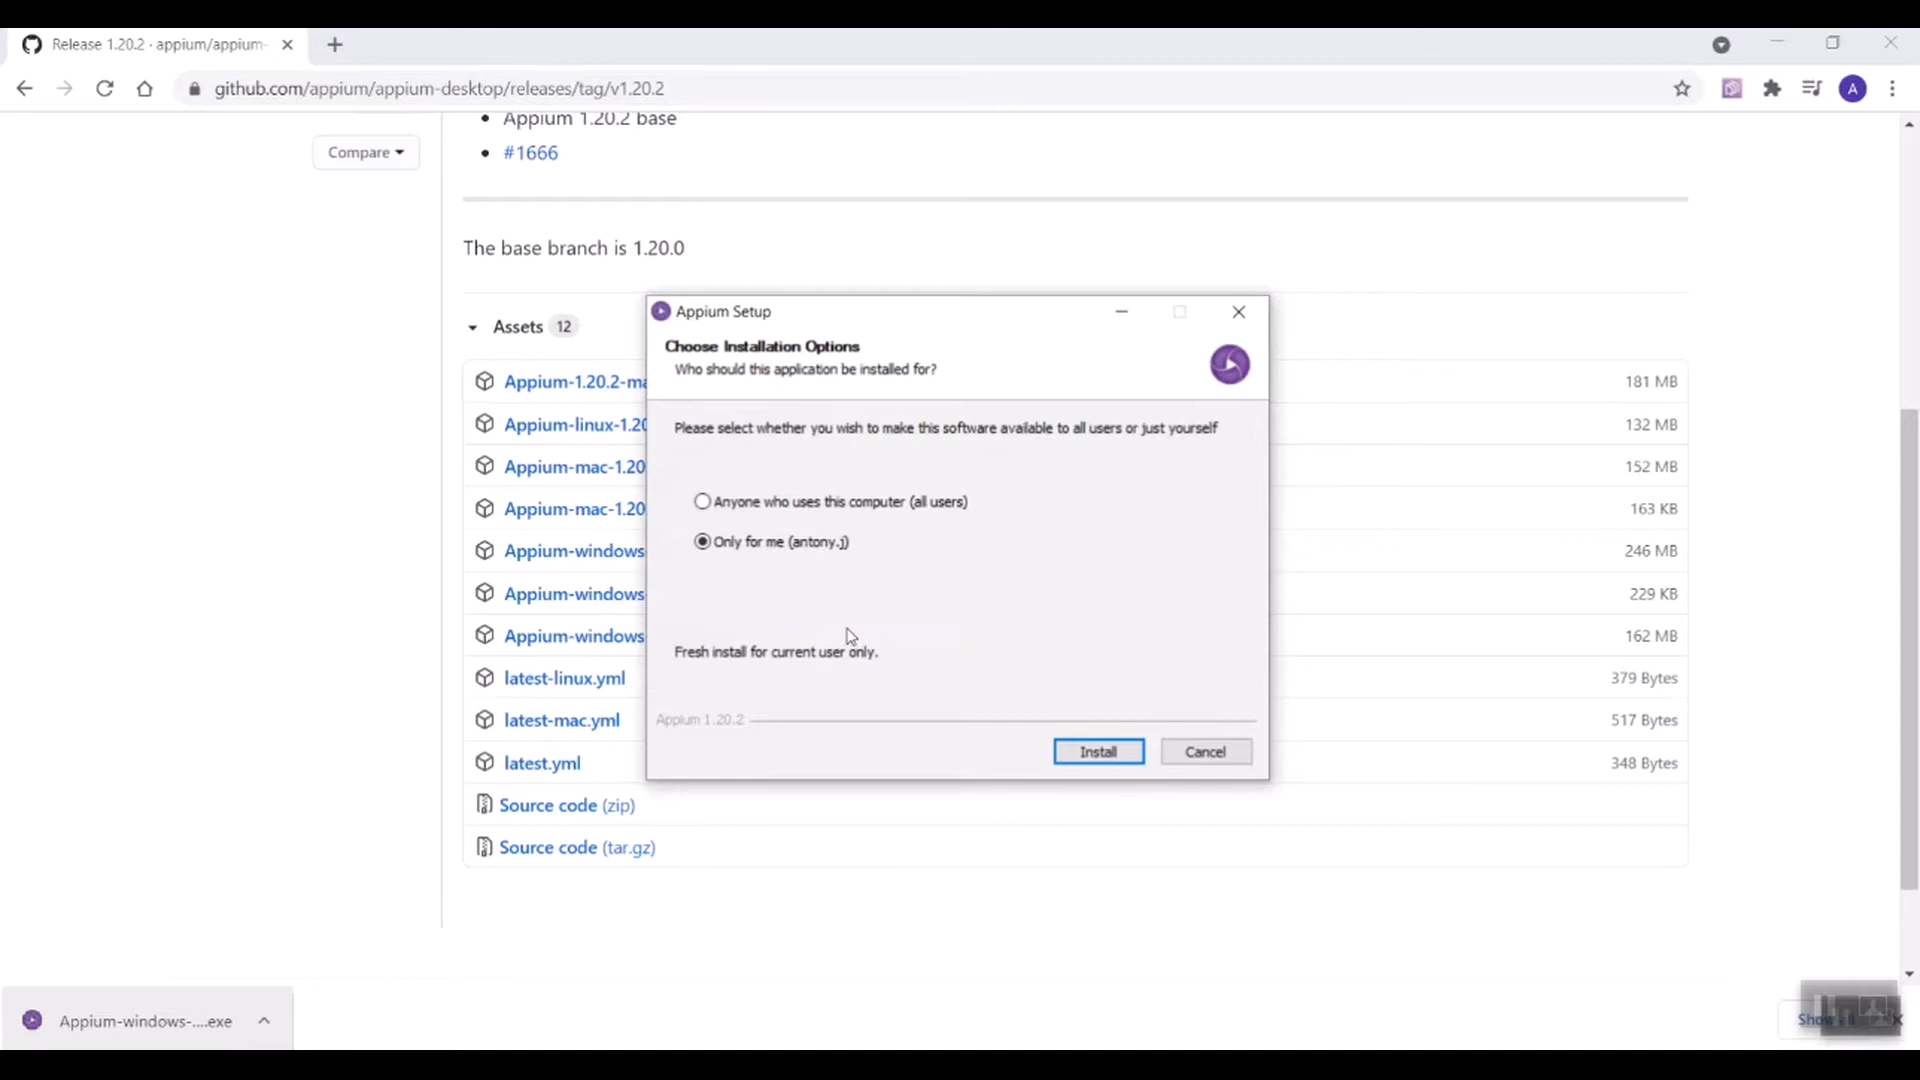 Release 1.20.2 · appium/appium-
github.com/appium/appium-desktop/releases/tag/v1.20.2
A
Appium 1.20.2 base
Compare
#1666
The base branch is 1.20.0
Assets 12
Appium-1.20.2-ma
181 MB
Appium-linux-1.20
132 MB
Appium-mac-1.20
152 MB
Appium-mac-1.20
163 KB
Appium-windows-
246 MB
Appium-windows-
229 KB
Appium-windows-
162 MB
latest-linux.yml
379 Bytes
latest-mac.yml
517 Bytes
latest.yml
348 Bytes
Source code (zip)
Source code (tar.gz)
Appium Setup
Choose Installation Options
Who should this application be installed for?
Please select whether you wish to make this software available to all users or just yourself
Anyone who uses this computer (all users)
Only for me (antony.j)
Fresh install for current user only.
Appium 1.20.2
Install
Cancel
Appium-windows-....exe
Show